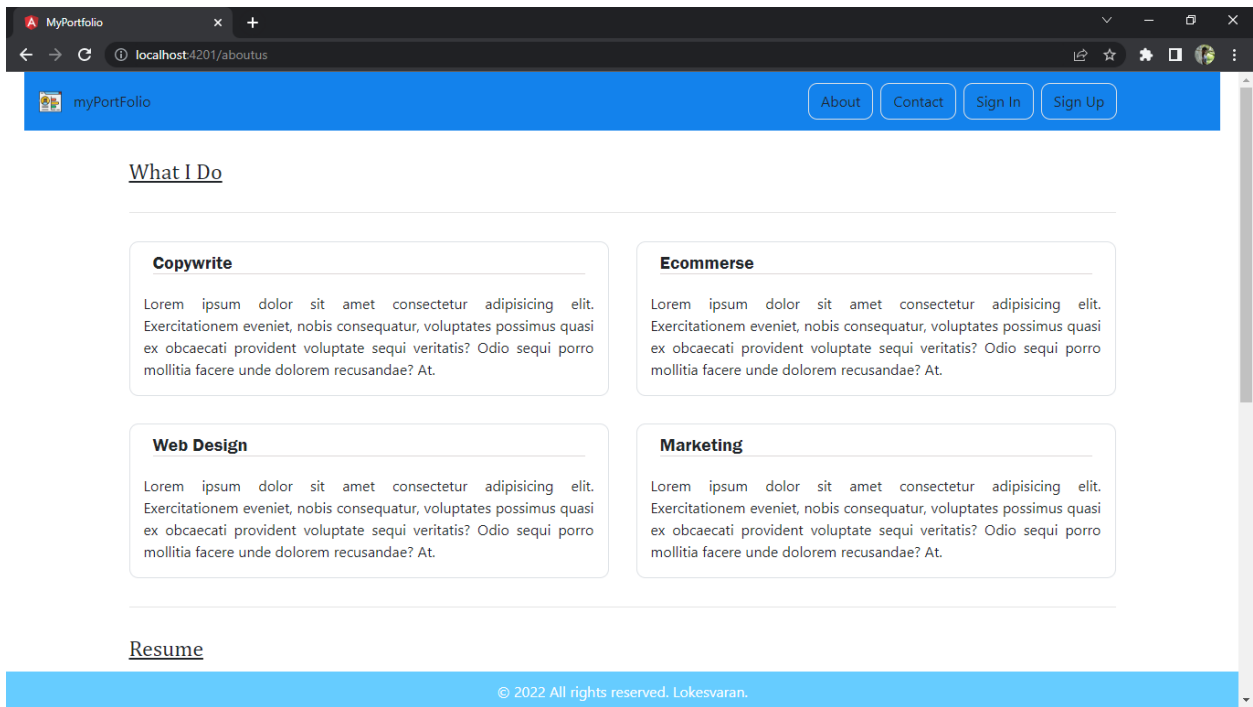 MyPortfolio
localhost:4201/aboutus
myPortFolio About Contact Sign In Sign Up
What I Do
Copywrite
Lorem ipsum dolor sit amet consectetur adipisicing elit.
Exercitationem eveniet, nobis consequatur, voluptates possimus quasi
ex obcaecati provident voluptate sequi veritatis? Odio sequi porro
mollitia facere unde dolorem recusandae? At.
Ecommerse
Lorem ipsum dolor sit amet consectetur adipisicing elit.
Exercitationem eveniet, nobis consequatur, voluptates possimus quasi
ex obcaecati provident voluptate sequi veritatis? Odio sequi porro
mollitia facere unde dolorem recusandae? At.
Web Design
Lorem ipsum dolor sit amet consectetur adipisicing elit.
Exercitationem eveniet, nobis consequatur, voluptates possimus quasi
ex obcaecati provident voluptate sequi veritatis? Odio sequi porro
mollitia facere unde dolorem recusandae? At.
Marketing
Lorem ipsum dolor sit amet consectetur adipisicing elit.
Exercitationem eveniet, nobis consequatur, voluptates possimus quasi
ex obcaecati provident voluptate sequi veritatis? Odio sequi porro
mollitia facere unde dolorem recusandae? At.
Resume
© 2022 All rights reserved. Lokesvaran.